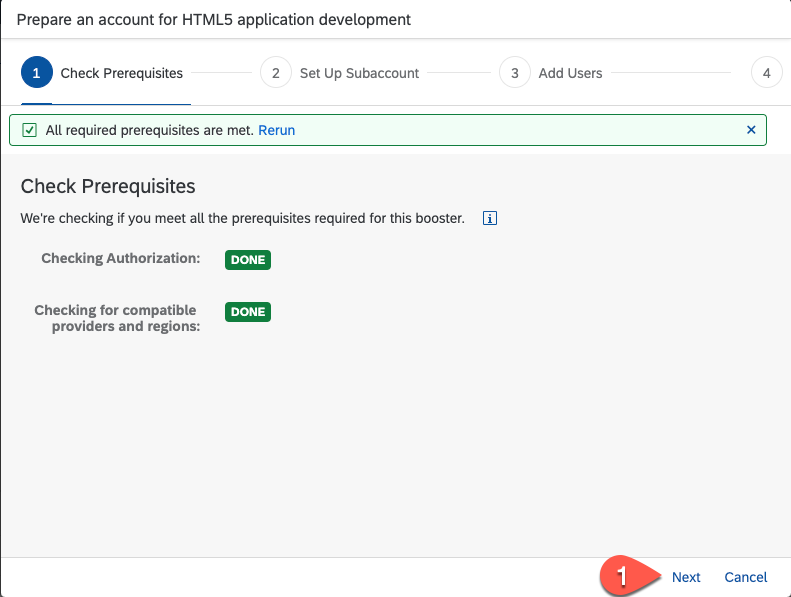 Prepare an account for HTML5 application development
1 Check Prerequisites 2 Set Up Subaccount 3 Add Users 4
All required prerequisites are met. Rerun
Check Prerequisites
We're checking if you meet all the prerequisites required for this booster.
Checking Authorization: DONE
Checking for compatible DONE
providers and regions:
1 Next Cancel